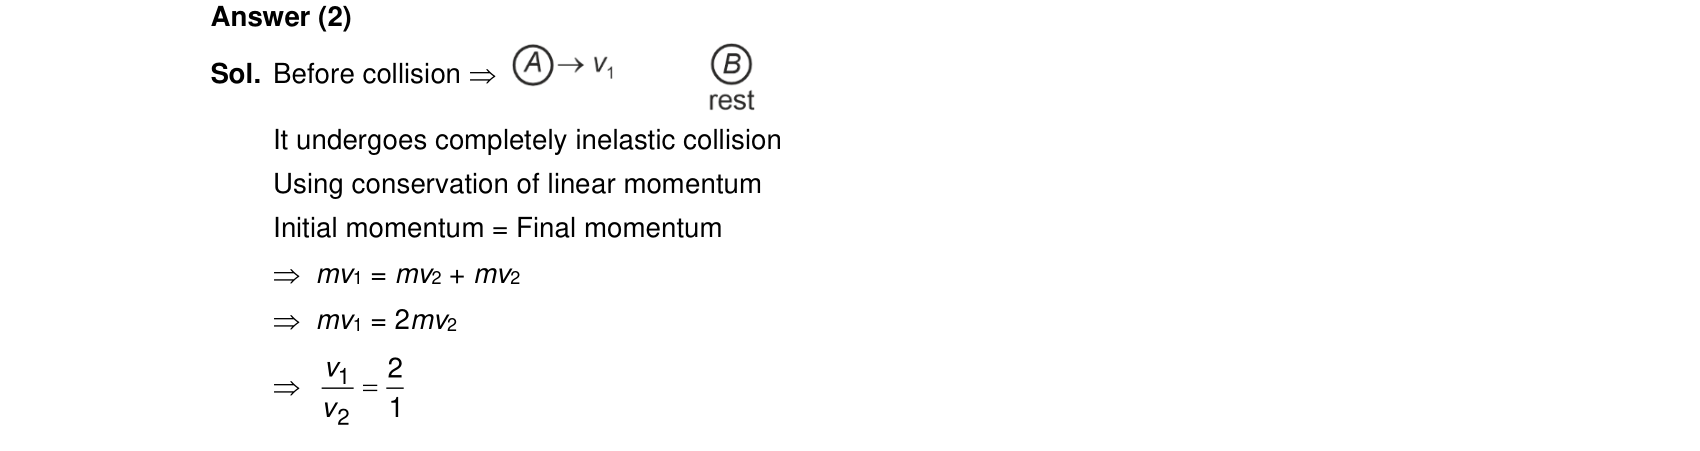 Answer (2)
Sol. Before collision ⇒ A → v₁ B
rest
It undergoes completely inelastic collision
Using conservation of linear momentum
Initial momentum = Final momentum
⇒ mv₁ = mv₂ + mv₂
⇒ mv₁ = 2mv₂
⇒ v₁/v₂ = 2/1